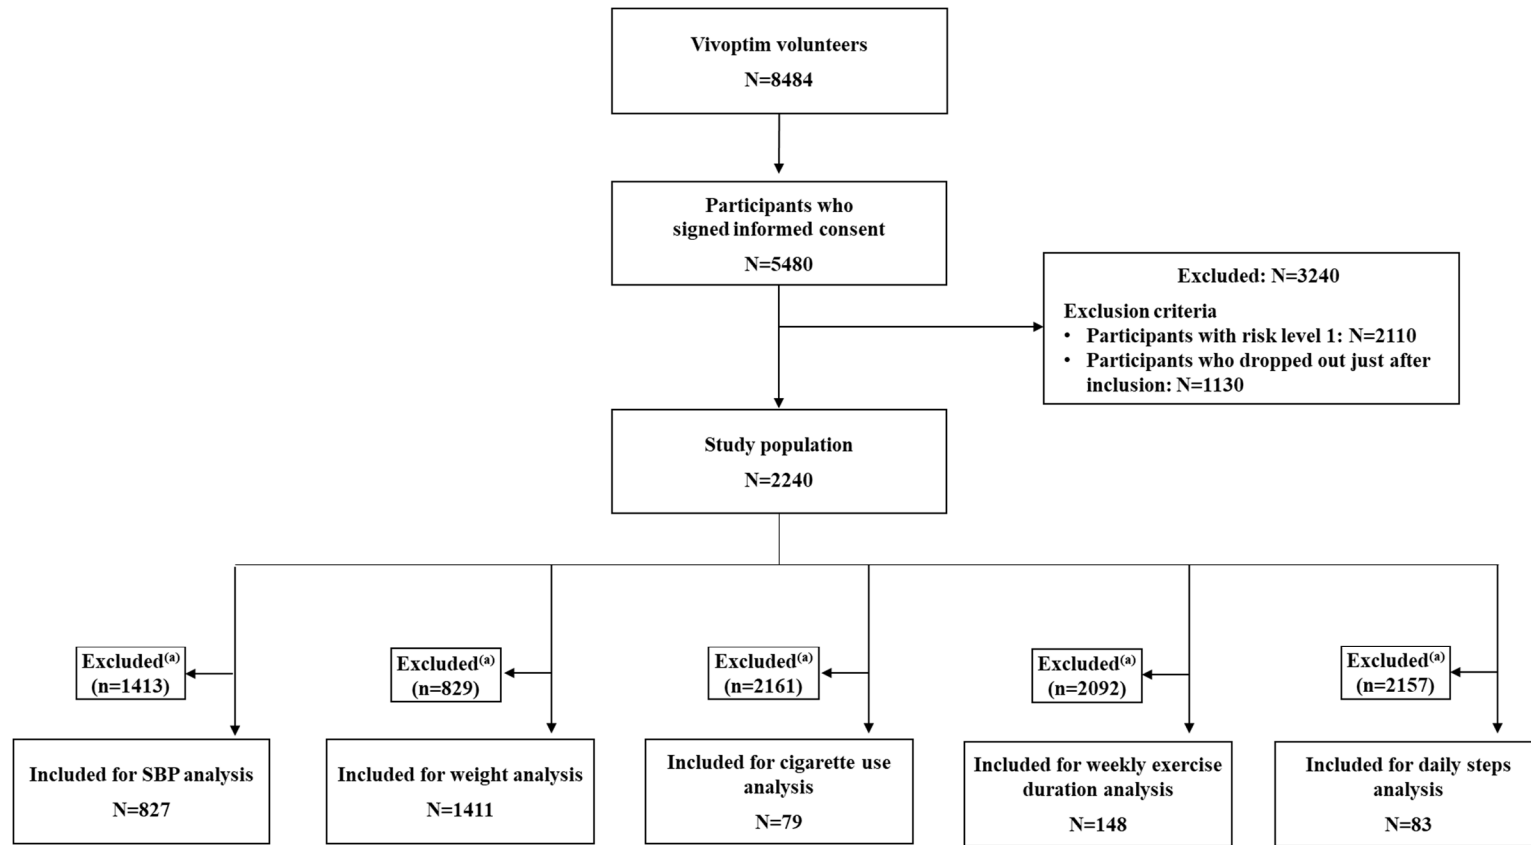 Vivoptim volunteers
N=8484
Participants who
signed informed consent
N=5480
Excluded: N=3240
Exclusion criteria
• Participants with risk level 1: N=2110
• Participants who dropped out just after
inclusion: N=1130
Study population
N=2240
Excluded(a)
(n=1413)
Excluded(a)
(n=829)
Excluded(a)
(n=2161)
Excluded(a)
(n=2092)
Excluded(a)
(n=2157)
Included for SBP analysis
N=827
Included for weight analysis
N=1411
Included for cigarette use
analysis
N=79
Included for weekly exercise
duration analysis
N=148
Included for daily steps
analysis
N=83